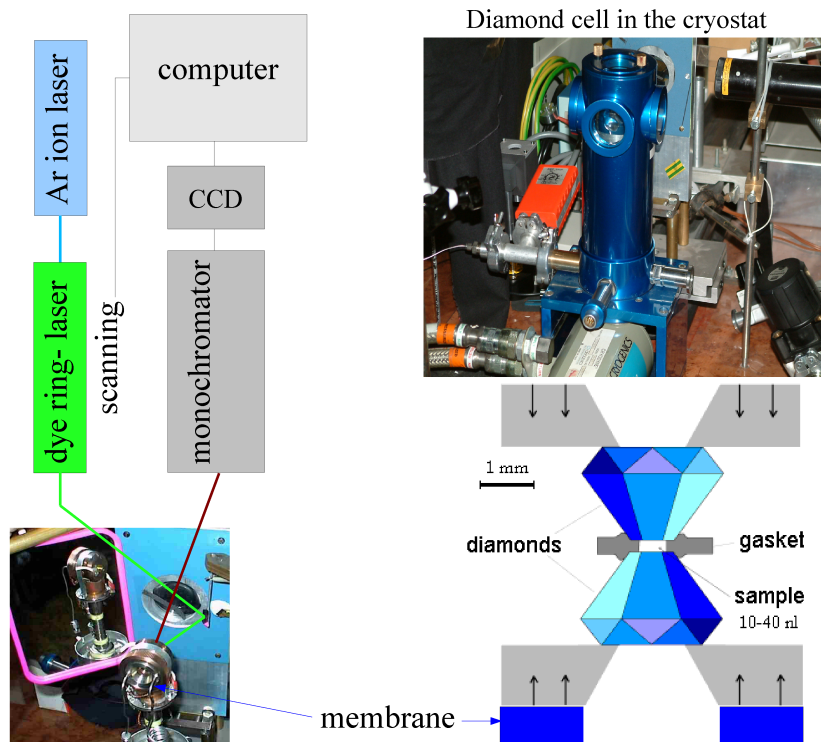 Diamond cell in the cryostat
Ar ion laser
computer
CCD
dye ring- laser
scanning
monochromator
1 mm
diamonds
gasket
sample
10-40 nl
membrane